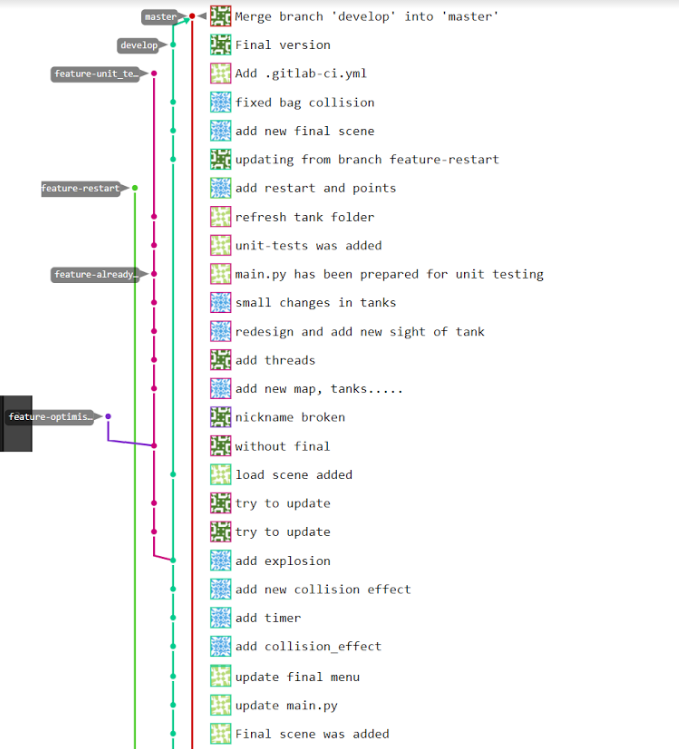 master Merge branch 'develop' into 'master'
develop Final version
feature-unit_te… Add .gitlab-ci.yml
fixed bag collision
add new final scene
updating from branch feature-restart
feature-restart add restart and points
refresh tank folder
unit-tests was added
feature-already… main.py has been prepared for unit testing
small changes in tanks
redesign and add new sight of tank
add threads
add new map, tanks.....
feature-optimis… nickname broken
without final
load scene added
try to update
try to update
add explosion
add new collision effect
add timer
add collision_effect
update final menu
update main.py
Final scene was added